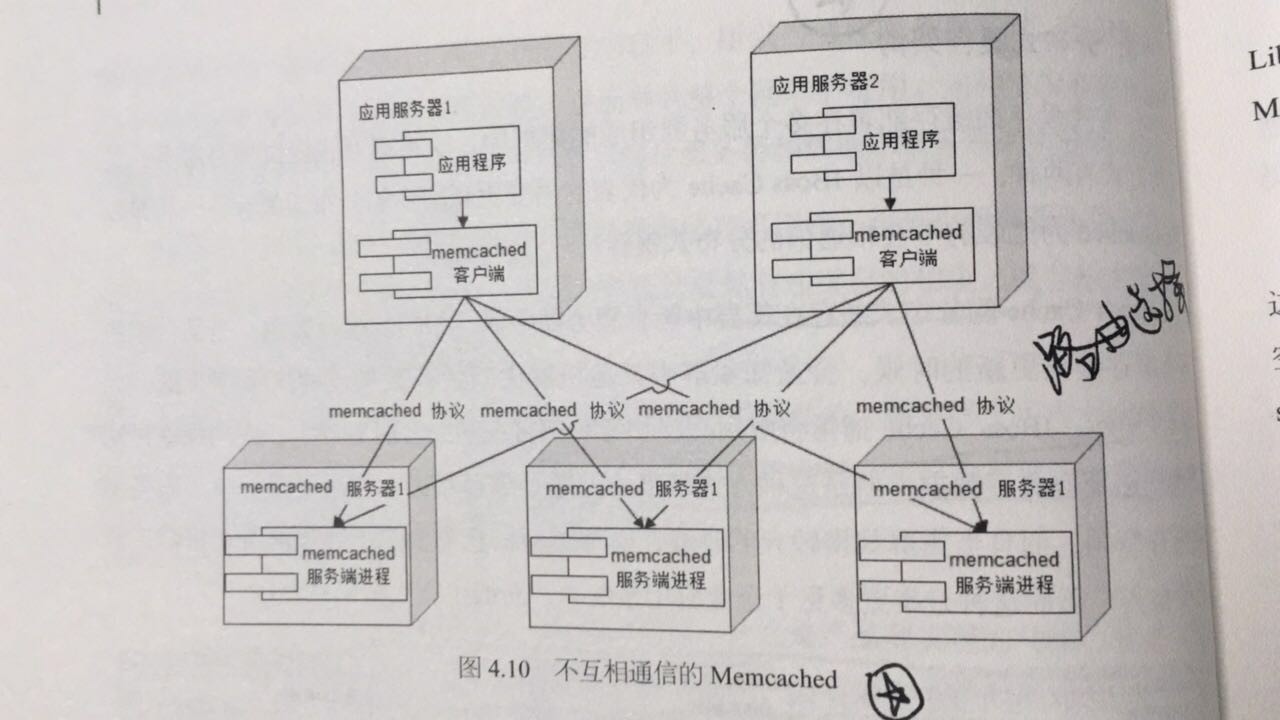 应用服务器1
应用程序
memcached
客户端
应用服务器2
应用程序
memcached
客户端
路由选择
memcached 协议
memcached 协议
memcached 协议
memcached 协议
memcached 服务器1
memcached
服务端进程
memcached 服务器1
memcached
服务端进程
memcached 服务器1
memcached
服务端进程
图 4.10 不互相通信的 Memcached